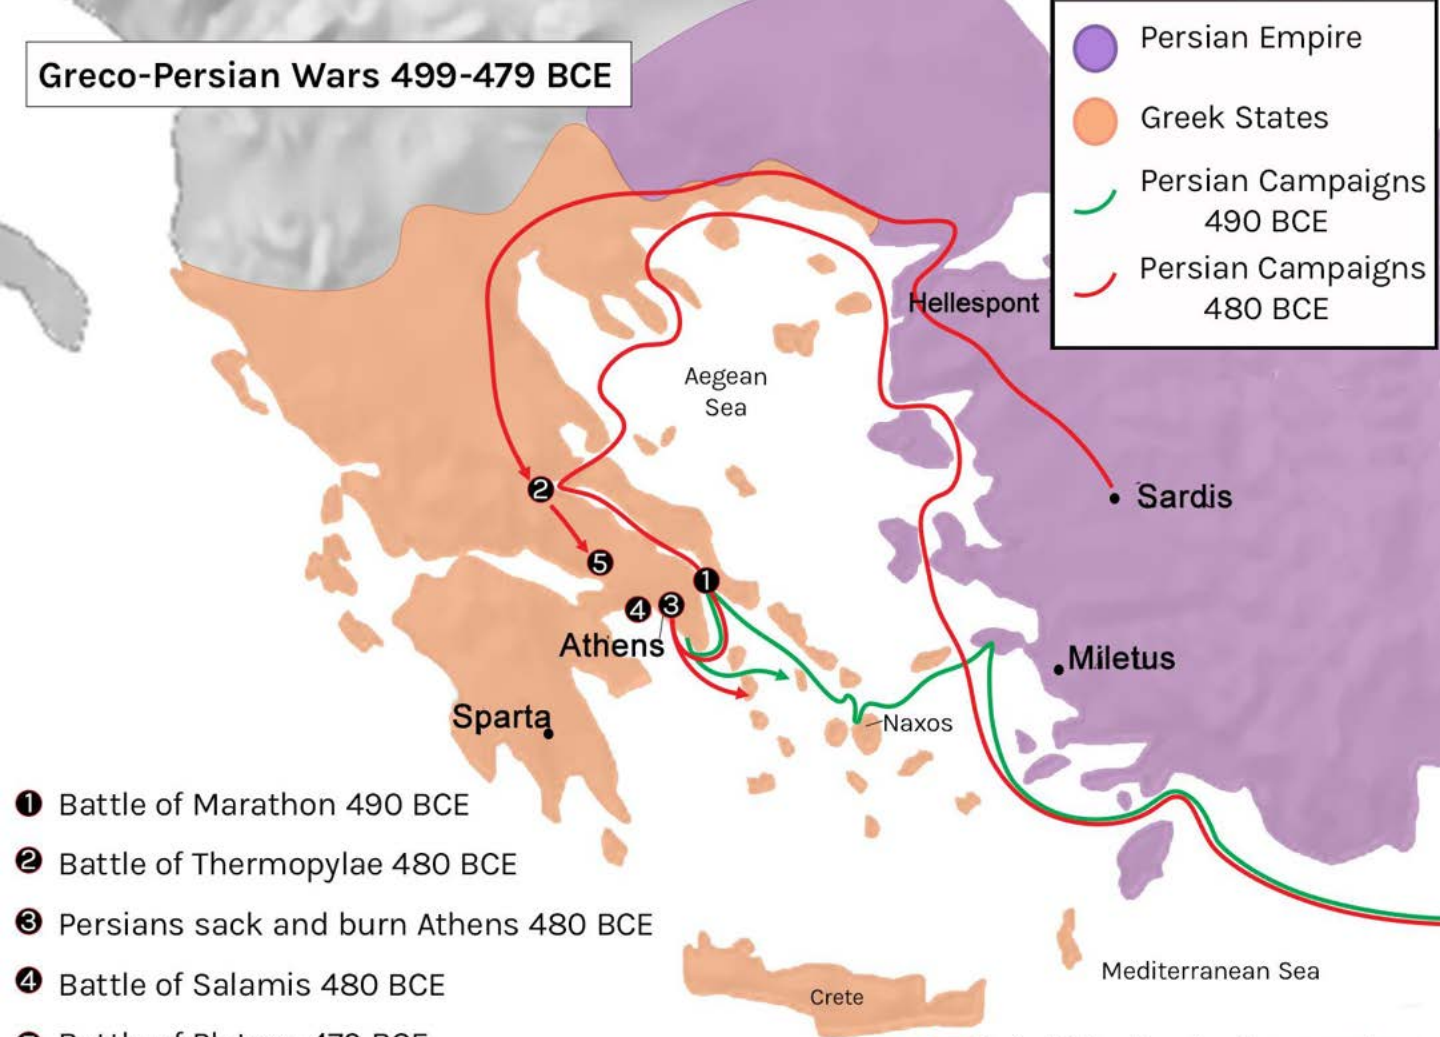 Greco-Persian Wars 499-479 BCE
Persian Empire
Greek States
Persian Campaigns
490 BCE
Persian Campaigns
480 BCE
Hellespont
Aegean
Sea
Sardis
2
5
1
4
3
Athens
Miletus
Sparta
Naxos
1 Battle of Marathon 490 BCE
2 Battle of Thermopylae 480 BCE
3 Persians sack and burn Athens 480 BCE
4 Battle of Salamis 480 BCE
Mediterranean Sea
Crete